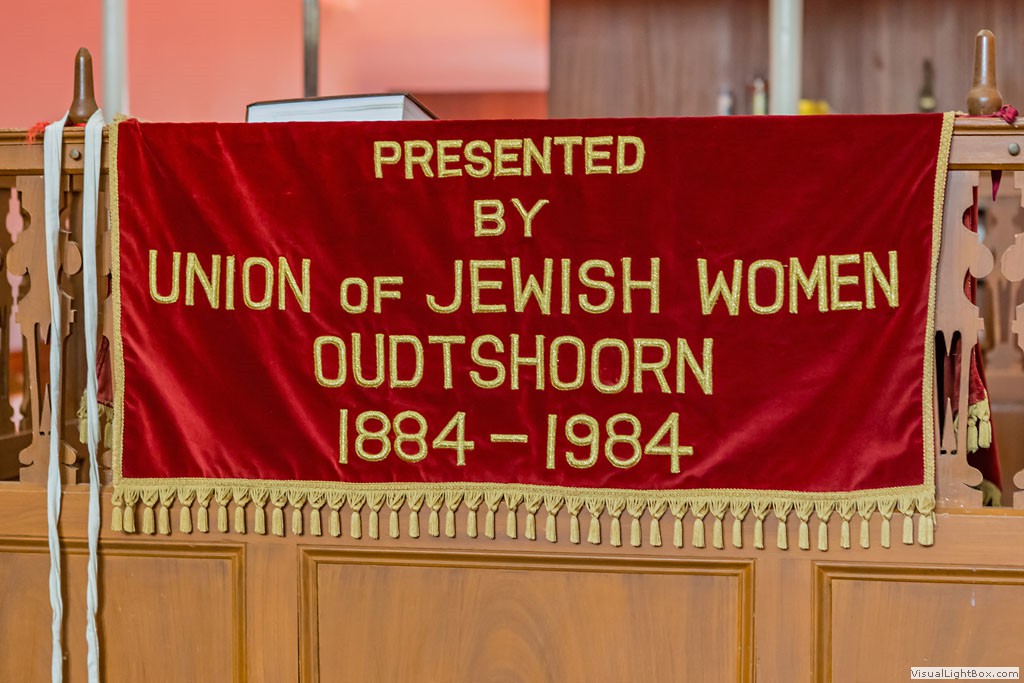 PRESENTED
BY
UNION OF JEWISH WOMEN
OUDTSHOORN
1884-1984
VisualLightBox.com